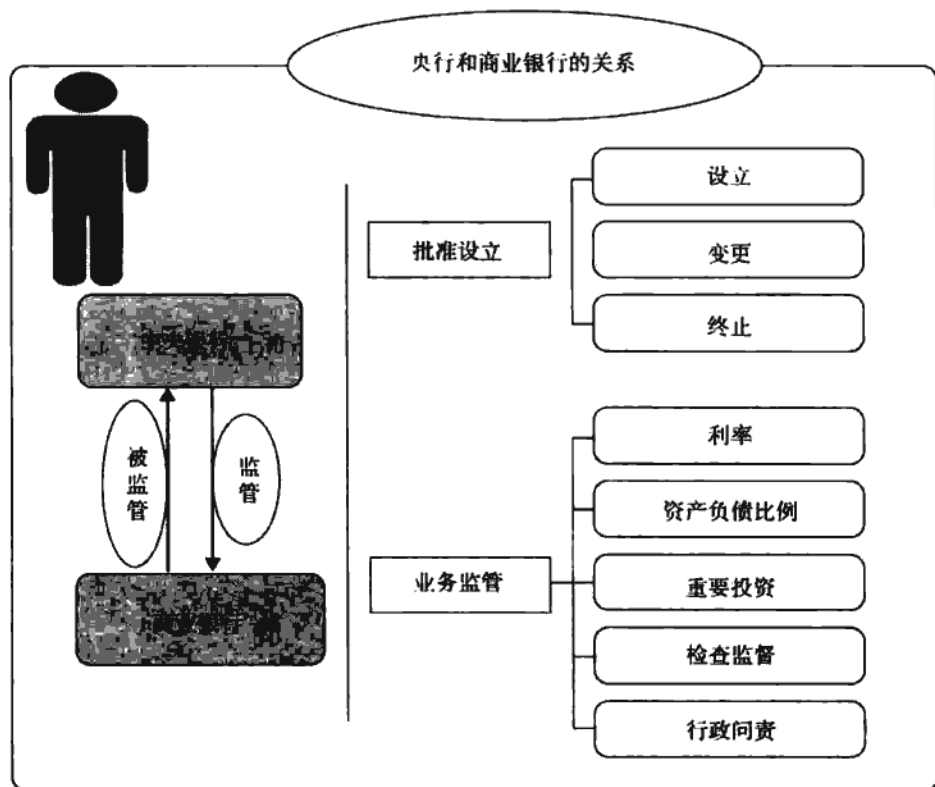 央行和商业银行的关系
批准设立
设立
变更
终止
被监管
监管
业务监管
利率
资产负债比例
重要投资
检查监督
行政问责